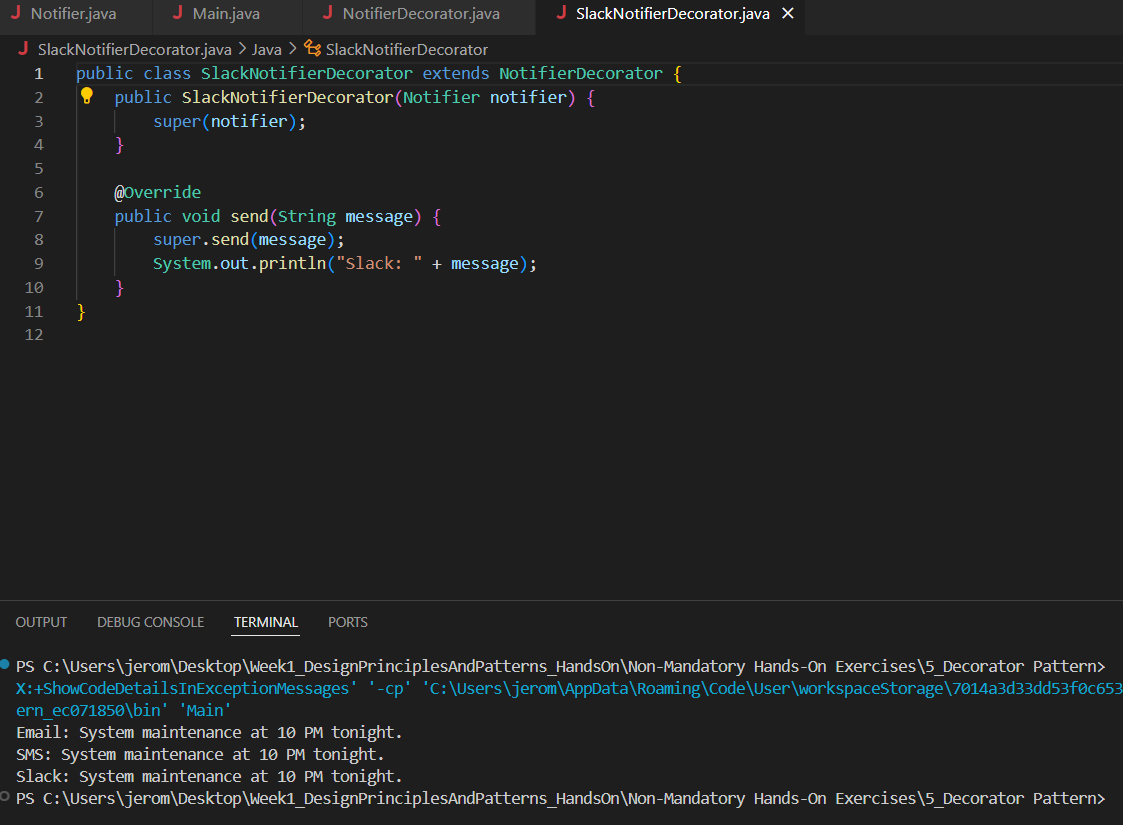 Notifier.java Main.java NotifierDecorator.java SlackNotifierDecorator.java
SlackNotifierDecorator.java > Java > SlackNotifierDecorator
1 public class SlackNotifierDecorator extends NotifierDecorator {
2     public SlackNotifierDecorator(Notifier notifier) {
3         super(notifier);
4     }
5
6     @Override
7     public void send(String message) {
8         super.send(message);
9         System.out.println("Slack: " + message);
10     }
11 }
12
OUTPUT DEBUG CONSOLE TERMINAL PORTS
PS C:\Users\jerom\Desktop\Week1_DesignPrinciplesAndPatterns_HandsOn\Non-Mandatory Hands-On Exercises\5_Decorator Pattern>
X:+ShowCodeDetailsInExceptionMessages' '-cp' 'C:\Users\jerom\AppData\Roaming\Code\User\workspaceStorage\7014a3d33dd53f0c653
ern_ec071850\bin' 'Main'
Email: System maintenance at 10 PM tonight.
SMS: System maintenance at 10 PM tonight.
Slack: System maintenance at 10 PM tonight.
PS C:\Users\jerom\Desktop\Week1_DesignPrinciplesAndPatterns_HandsOn\Non-Mandatory Hands-On Exercises\5_Decorator Pattern>